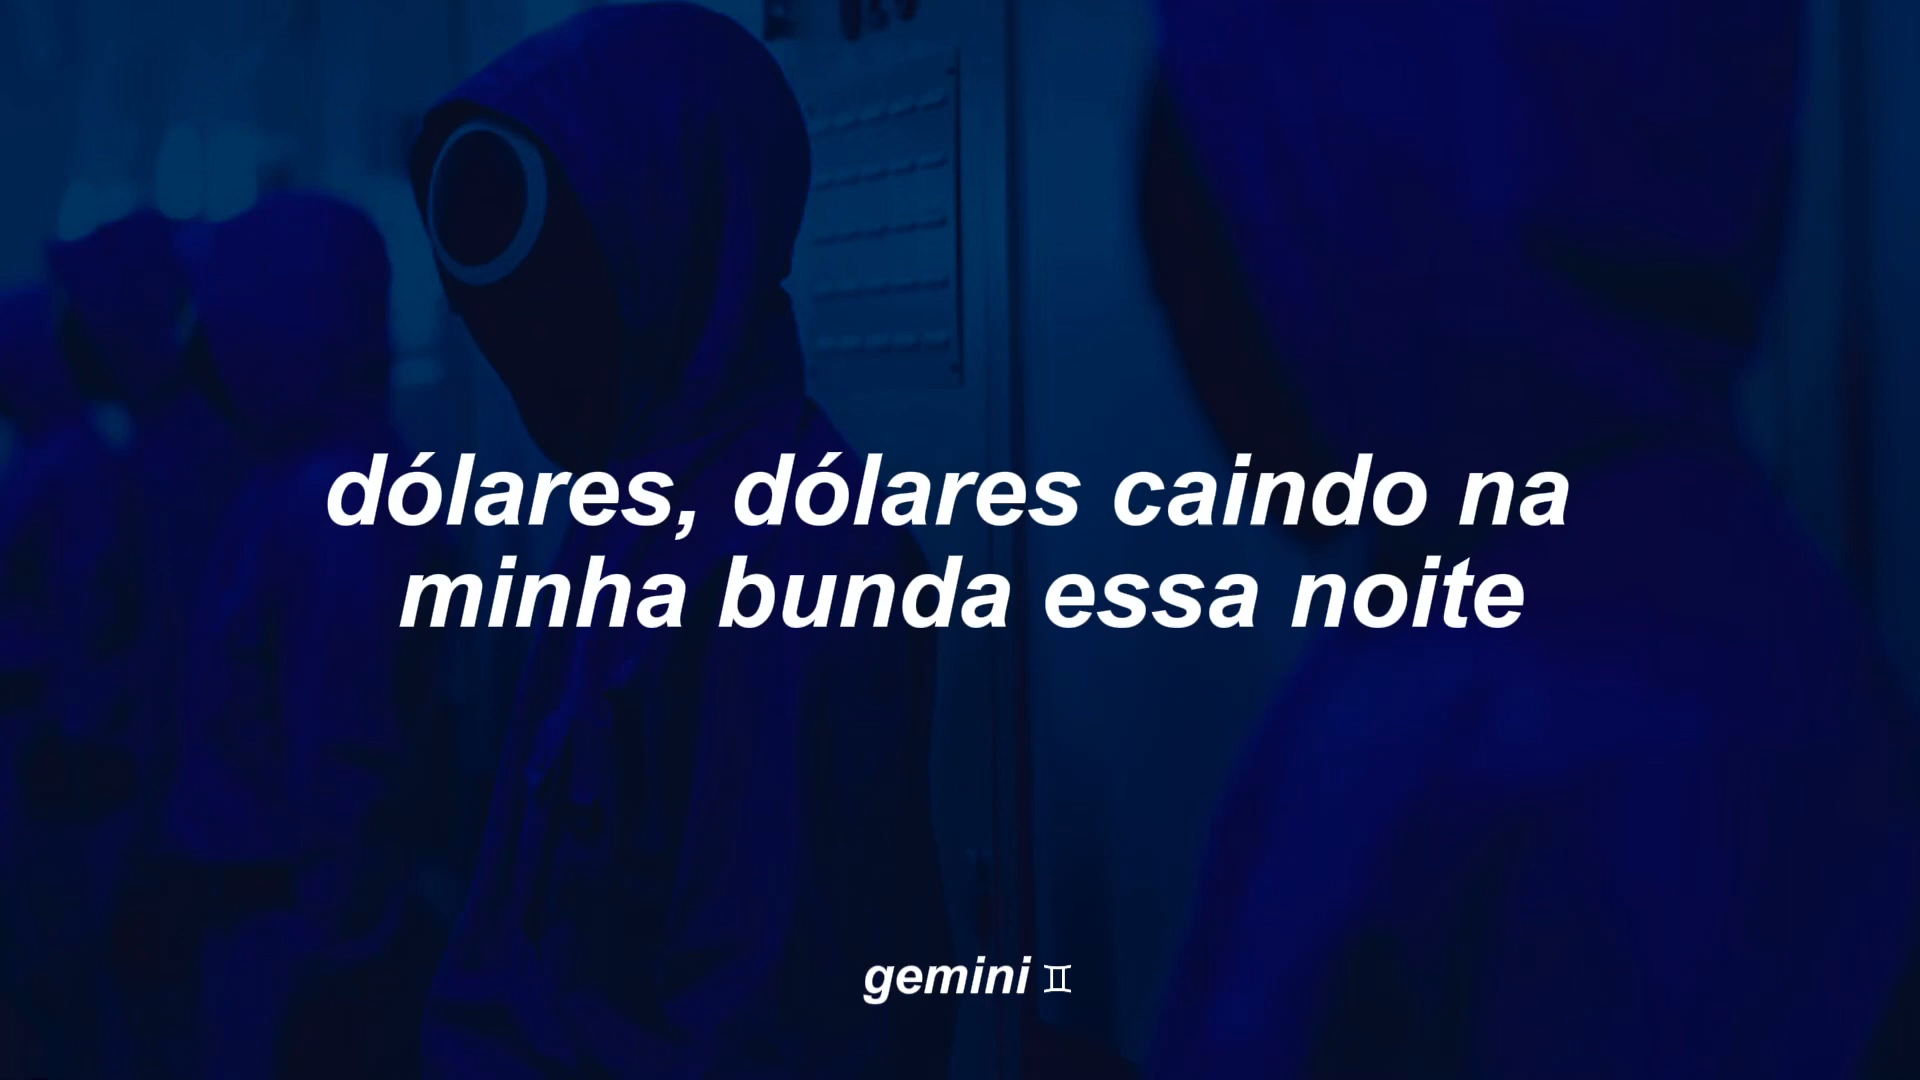 dólares, dólares caindo na
minha bunda essa noite
gemini ♊